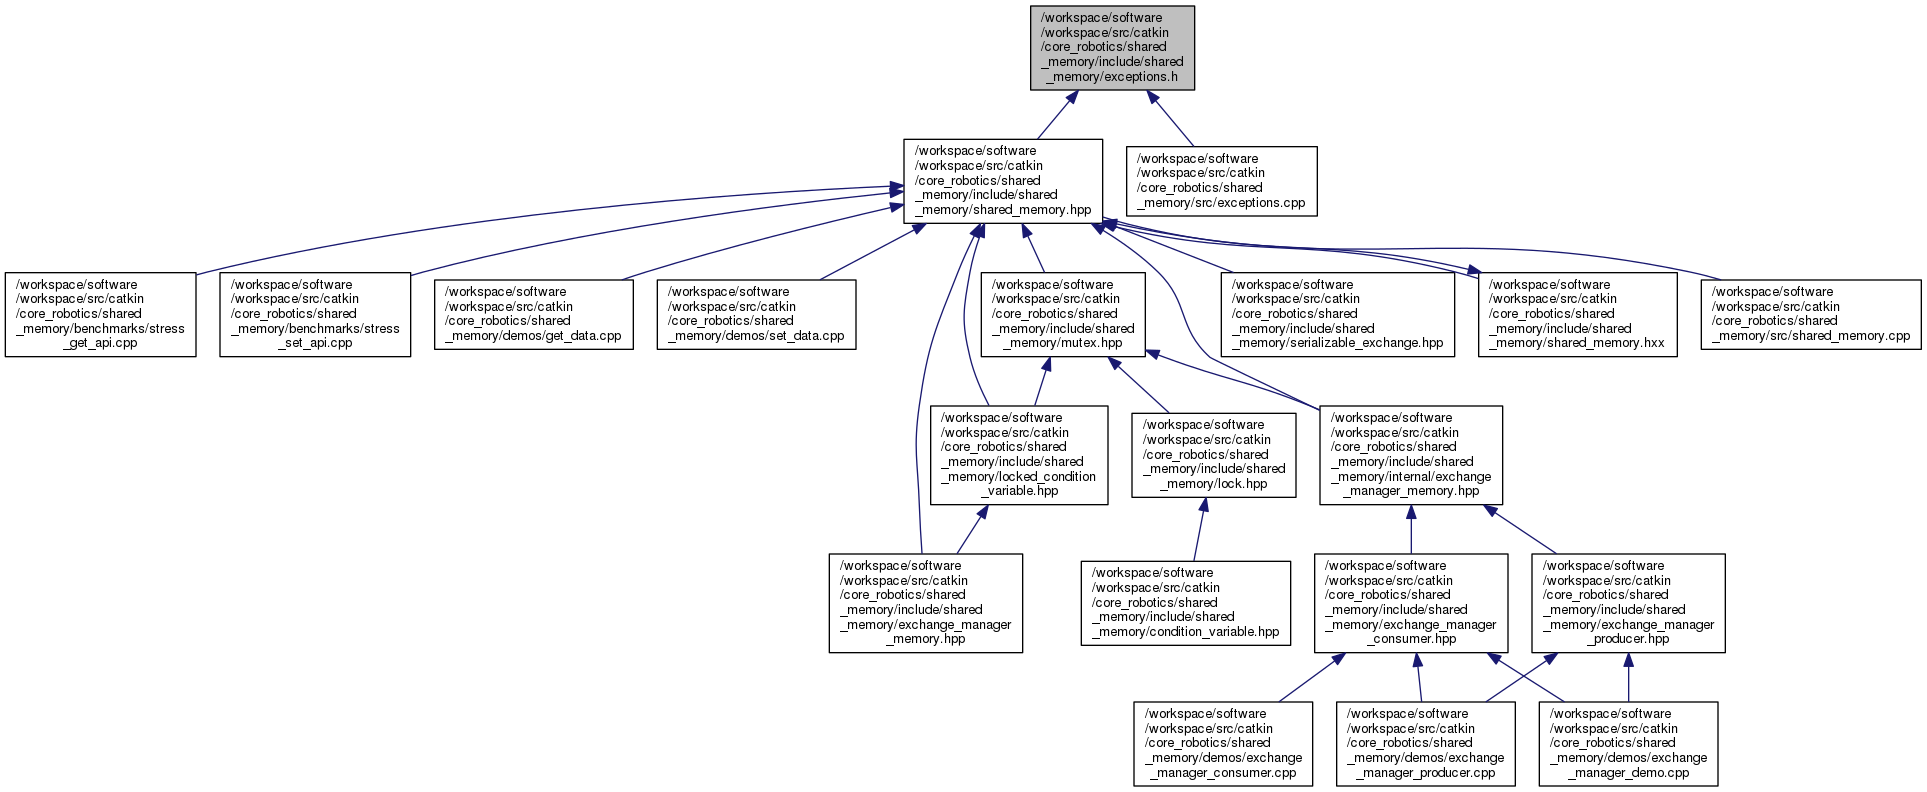 /workspace/software
/workspace/src/catkin
/core_robotics/shared
_memory/include/shared
_memory/exceptions.h
/workspace/software
/workspace/src/catkin
/core_robotics/shared
_memory/include/shared
_memory/shared_memory.hpp
/workspace/software
/workspace/src/catkin
/core_robotics/shared
_memory/src/exceptions.cpp
/workspace/software
/workspace/src/catkin
/core_robotics/shared
_memory/benchmarks/stress
_get_api.cpp
/workspace/software
/workspace/src/catkin
/core_robotics/shared
_memory/benchmarks/stress
_set_api.cpp
/workspace/software
/workspace/src/catkin
/core_robotics/shared
_memory/demos/get_data.cpp
/workspace/software
/workspace/src/catkin
/core_robotics/shared
_memory/demos/set_data.cpp
/workspace/software
/workspace/src/catkin
/core_robotics/shared
_memory/include/shared
_memory/mutex.hpp
/workspace/software
/workspace/src/catkin
/core_robotics/shared
_memory/include/shared
_memory/serializable_exchange.hpp
/workspace/software
/workspace/src/catkin
/core_robotics/shared
_memory/include/shared
_memory/shared_memory.hxx
/workspace/software
/workspace/src/catkin
/core_robotics/shared
_memory/src/shared_memory.cpp
/workspace/software
/workspace/src/catkin
/core_robotics/shared
_memory/include/shared
_memory/locked_condition
_variable.hpp
/workspace/software
/workspace/src/catkin
/core_robotics/shared
_memory/include/shared
_memory/lock.hpp
/workspace/software
/workspace/src/catkin
/core_robotics/shared
_memory/include/shared
_memory/internal/exchange
_manager_memory.hpp
/workspace/software
/workspace/src/catkin
/core_robotics/shared
_memory/include/shared
_memory/exchange_manager
_memory.hpp
/workspace/software
/workspace/src/catkin
/core_robotics/shared
_memory/include/shared
_memory/condition_variable.hpp
/workspace/software
/workspace/src/catkin
/core_robotics/shared
_memory/include/shared
_memory/exchange_manager
_consumer.hpp
/workspace/software
/workspace/src/catkin
/core_robotics/shared
_memory/include/shared
_memory/exchange_manager
_producer.hpp
/workspace/software
/workspace/src/catkin
/core_robotics/shared
_memory/demos/exchange
_manager_consumer.cpp
/workspace/software
/workspace/src/catkin
/core_robotics/shared
_memory/demos/exchange
_manager_producer.cpp
/workspace/software
/workspace/src/catkin
/core_robotics/shared
_memory/demos/exchange
_manager_demo.cpp